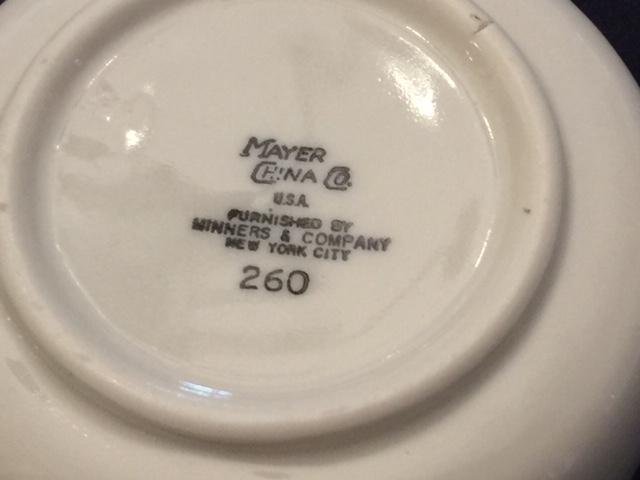 MAYER
CHINA CO.
U.S.A.
FURNISHED BY
MINNERS & COMPANY
NEW YORK CITY
260